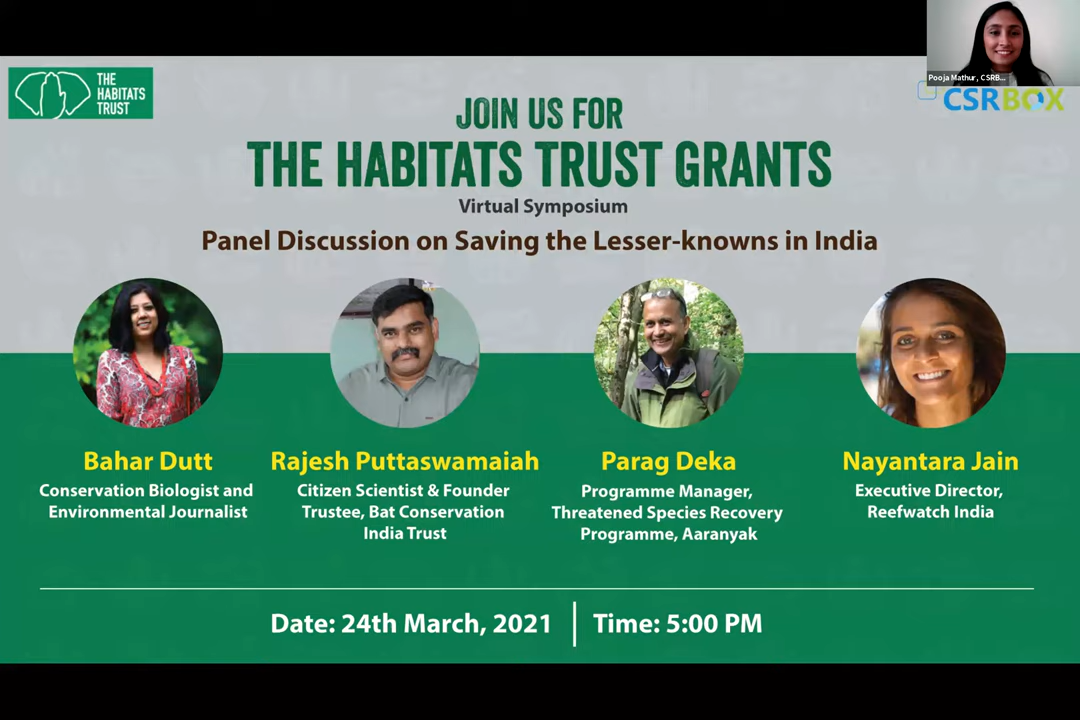 THE
HABITATS
TRUST
Pooja Mathur, CSRB...
CSRBOX
JOIN US FOR
THE HABITATS TRUST GRANTS
Virtual Symposium
Panel Discussion on Saving the Lesser-knowns in India
Bahar Dutt
Conservation Biologist and
Environmental Journalist
Rajesh Puttaswamaiah
Citizen Scientist & Founder
Trustee, Bat Conservation
India Trust
Parag Deka
Programme Manager,
Threatened Species Recovery
Programme, Aaranyak
Nayantara Jain
Executive Director,
Reefwatch India
Date: 24th March, 2021 | Time: 5:00 PM